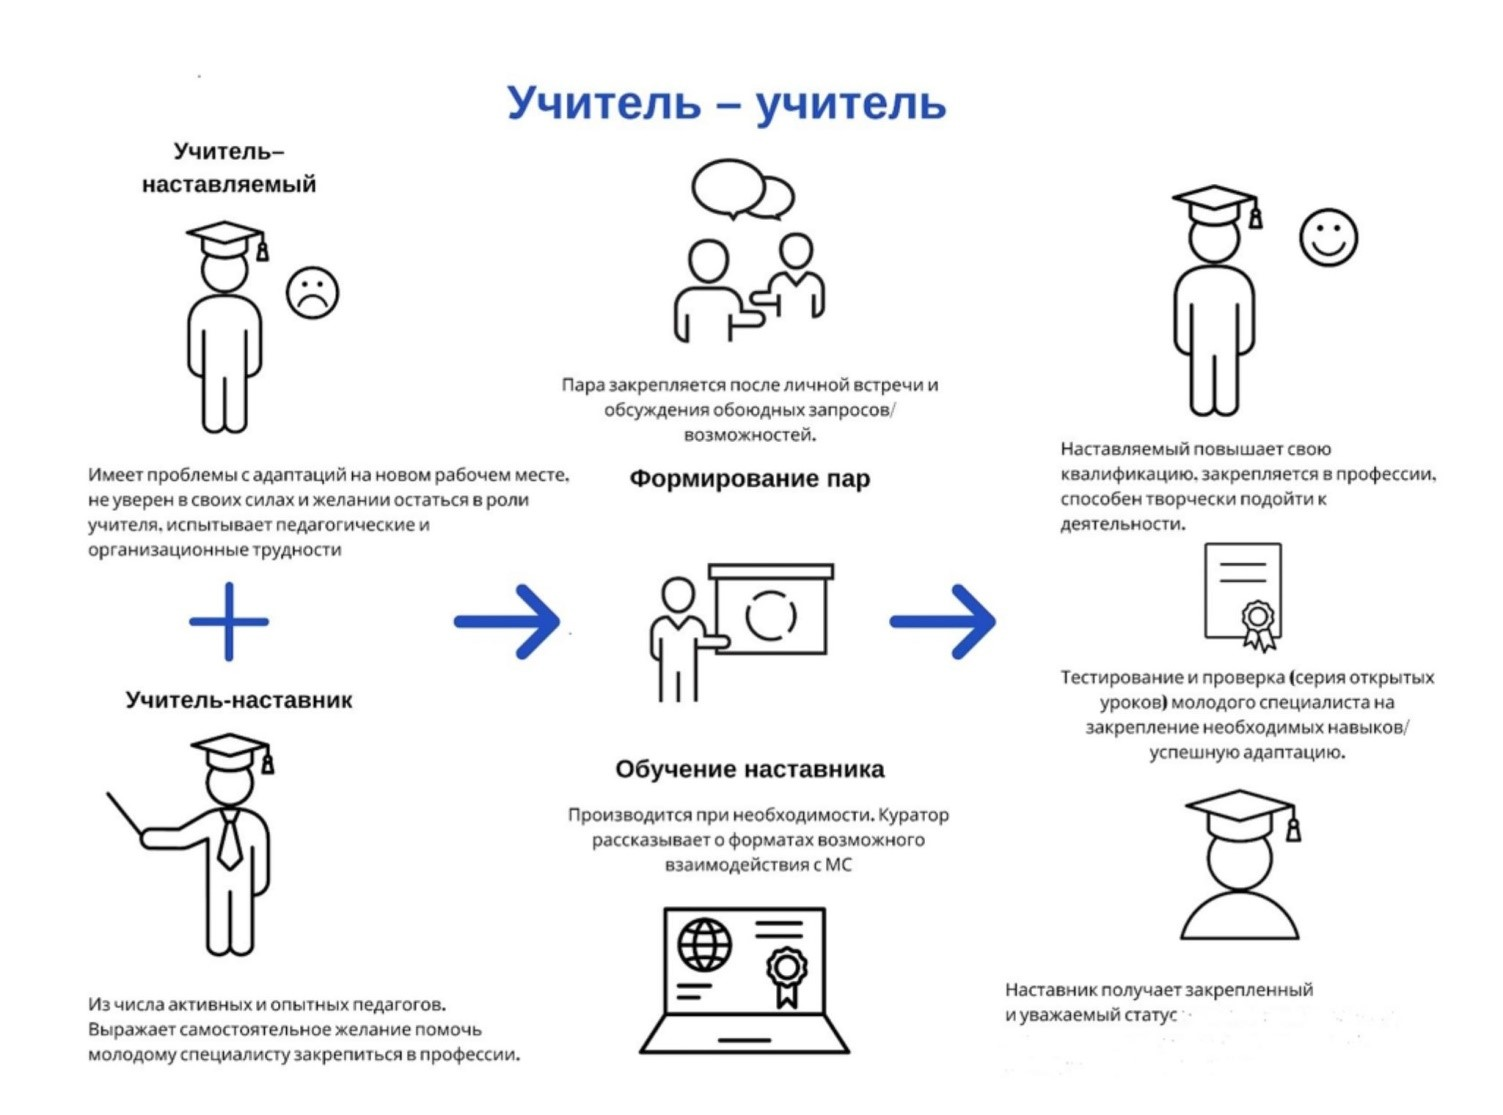 Учитель – учитель
Учитель–
наставляемый
Имеет проблемы с адаптаций на новом рабочем месте,
не уверен в своих силах и желании остаться в роли
учителя, испытывает педагогические и
организационные трудности
Учитель-наставник
Из числа активных и опытных педагогов.
Выражает самостоятельное желание помочь
молодому специалисту закрепиться в профессии.
Пара закрепляется после личной встречи и
обсуждения обоюдных запросов/
возможностей.
Формирование пар
Обучение наставника
Производится при необходимости. Куратор
рассказывает о форматах возможного
взаимодействия с МС
Наставляемый повышает свою
квалификацию, закрепляется в профессии,
способен творчески подойти к
деятельности.
Тестирование и проверка (серия открытых
уроков) молодого специалиста на
закрепление необходимых навыков/
успешную адаптацию.
Наставник получает закрепленный
и уважаемый статус